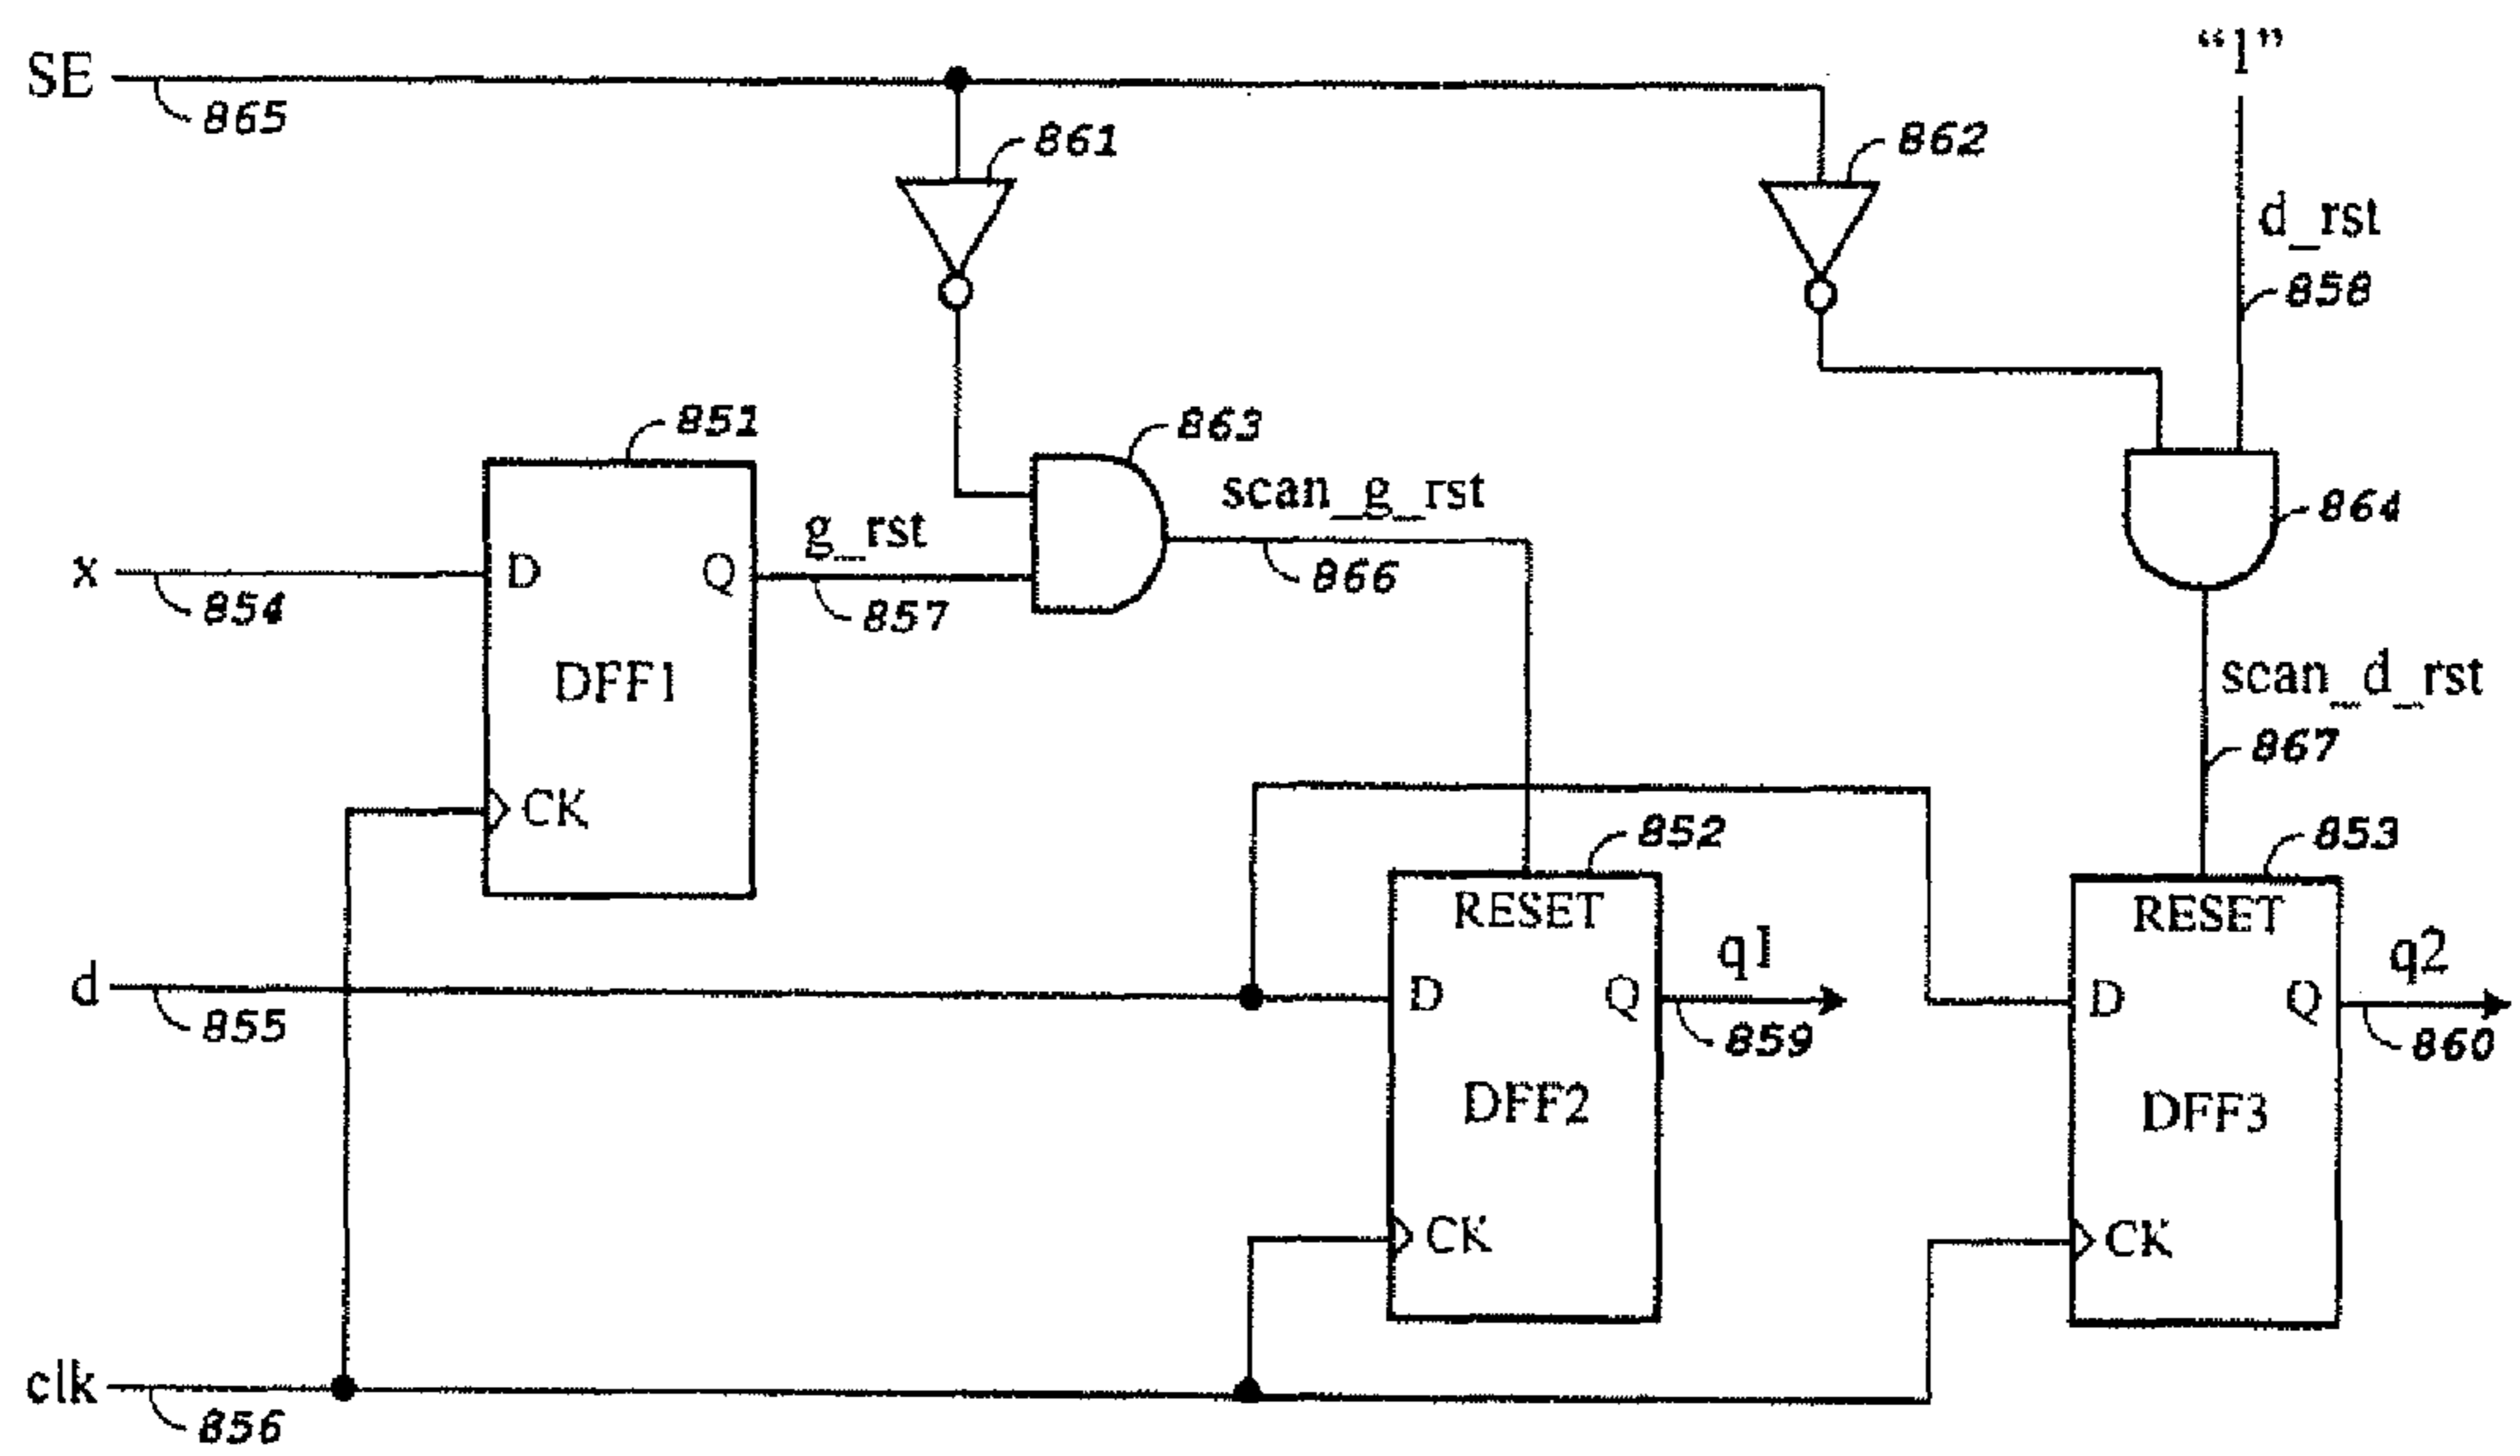 SE
865
861
862
“1”
d_rst
858
851
863
g_rst
scan_g_rst
864
x
854
D
Q
857
866
DFF1
scan_d_rst
867
CK
852
853
RESET
RESET
d
855
D
Q
q1
859
D
Q
q2
860
DFF2
DFF3
CK
CK
clk
856